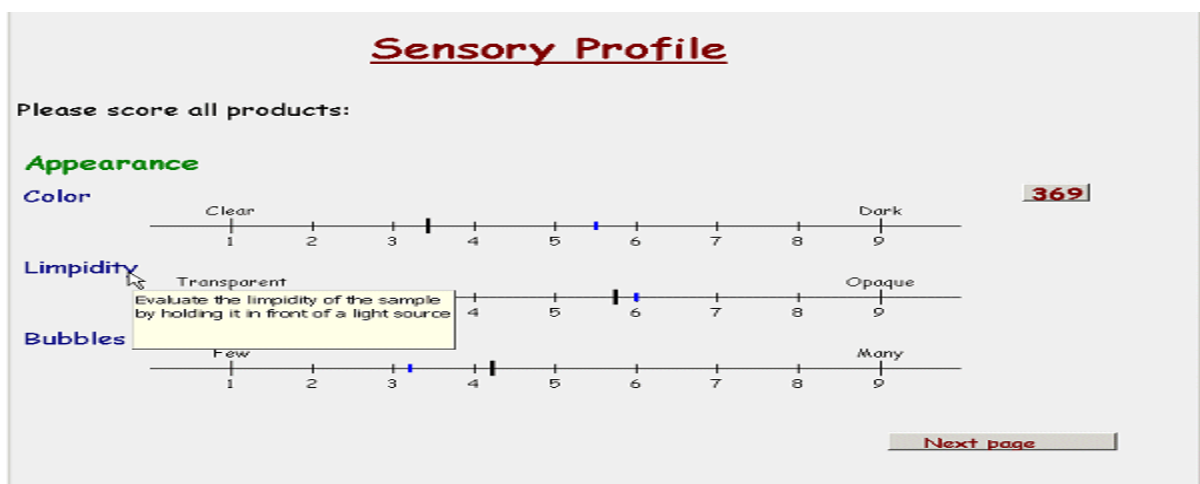 Sensory Profile
Please score all products:
Appearance
Color
369
Clear Dark
1 2 3 4 5 6 7 8 9
Limpidity
Transparent Opaque
Evaluate the limpidity of the sample
by holding it in front of a light source
4 5 6 7 8 9
Bubbles
Few Many
1 2 3 4 5 6 7 8 9
Next page